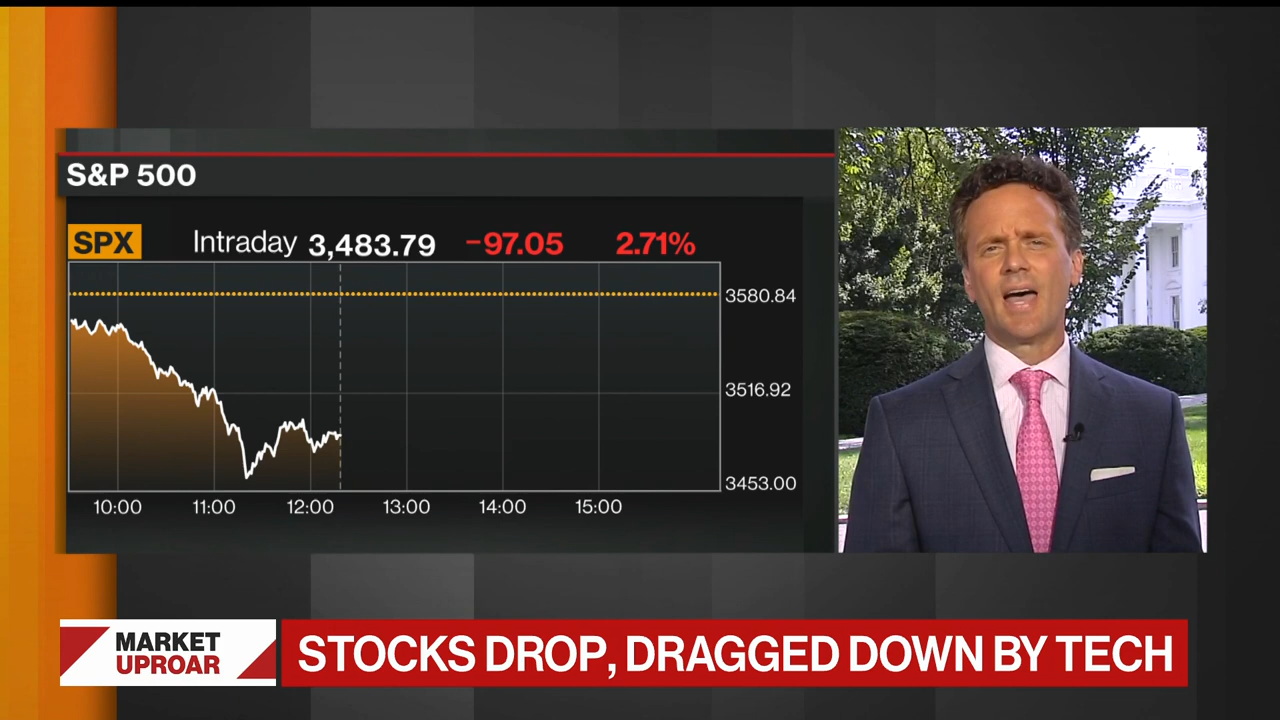 S&P 500
SPX Intraday 3,483.79 −97.05 2.71%
3580.84
3516.92
3453.00
10:00 11:00 12:00 13:00 14:00 15:00
MARKET
UPROAR
STOCKS DROP, DRAGGED DOWN BY TECH